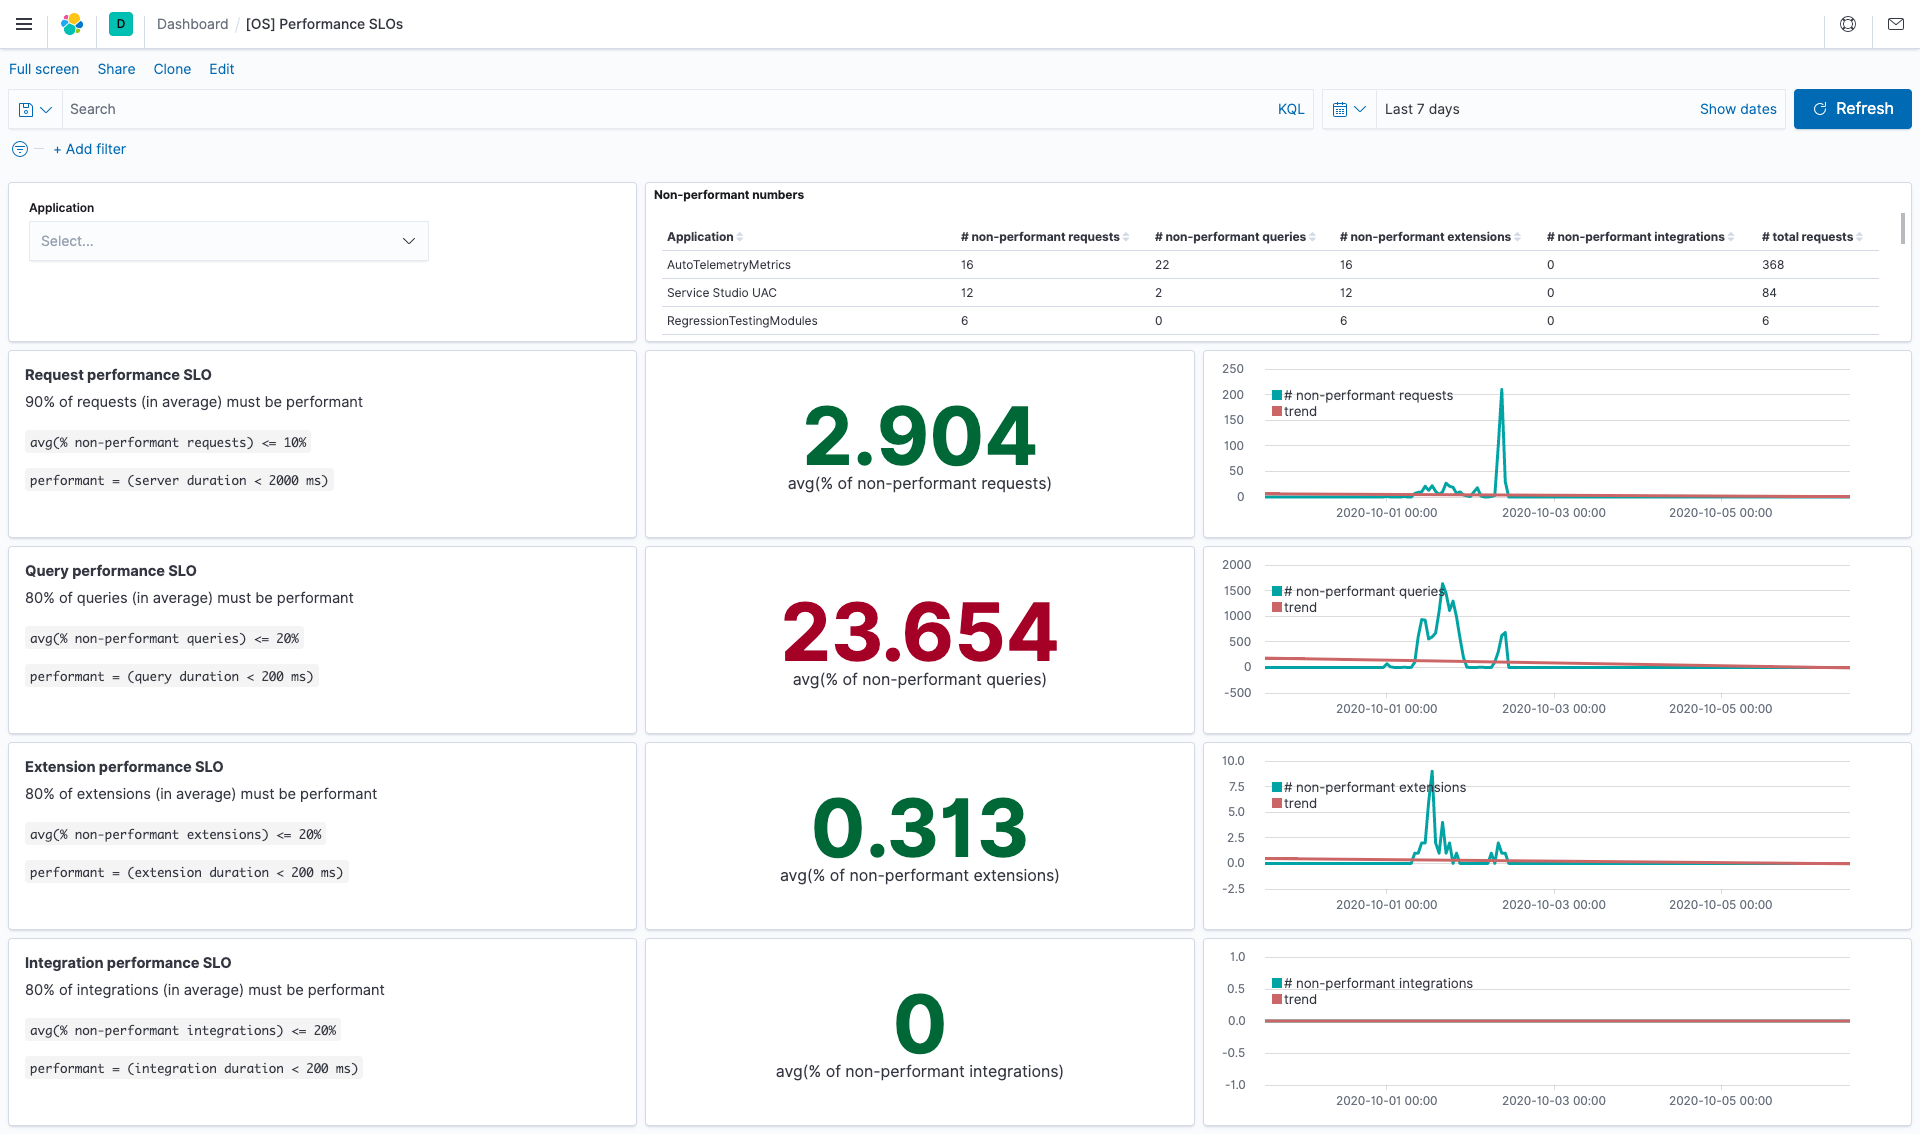 D Dashboard / [OS] Performance SLOs
Full screen Share Clone Edit
Search KQL Last 7 days Show dates Refresh
+ Add filter
Application
Select...
Non-performant numbers
Application # non-performant requests # non-performant queries # non-performant extensions # non-performant integrations # total requests
AutoTelemetryMetrics 16 22 16 0 368
Service Studio UAC 12 2 12 0 84
RegressionTestingModules 6 0 6 0 6
Request performance SLO
90% of requests (in average) must be performant
avg(% non-performant requests) <= 10%
performant = (server duration < 2000 ms)
2.904
avg(% of non-performant requests)
250
200
150
100
50
0
# non-performant requests
trend
2020-10-01 00:00 2020-10-03 00:00 2020-10-05 00:00
Query performance SLO
80% of queries (in average) must be performant
avg(% non-performant queries) <= 20%
performant = (query duration < 200 ms)
23.654
avg(% of non-performant queries)
2000
1500
1000
500
0
-500
# non-performant queries
trend
2020-10-01 00:00 2020-10-03 00:00 2020-10-05 00:00
Extension performance SLO
80% of extensions (in average) must be performant
avg(% non-performant extensions) <= 20%
performant = (extension duration < 200 ms)
0.313
avg(% of non-performant extensions)
10.0
7.5
5.0
2.5
0.0
-2.5
# non-performant extensions
trend
2020-10-01 00:00 2020-10-03 00:00 2020-10-05 00:00
Integration performance SLO
80% of integrations (in average) must be performant
avg(% non-performant integrations) <= 20%
performant = (integration duration < 200 ms)
0
avg(% of non-performant integrations)
1.0
0.5
0.0
-0.5
-1.0
# non-performant integrations
trend
2020-10-01 00:00 2020-10-03 00:00 2020-10-05 00:00